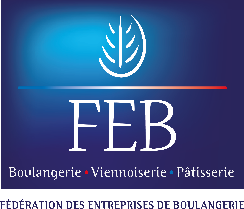 FEB
Boulangerie • Viennoiserie • Pâtisserie
FÉDÉRATION DES ENTREPRISES DE BOULANGERIE